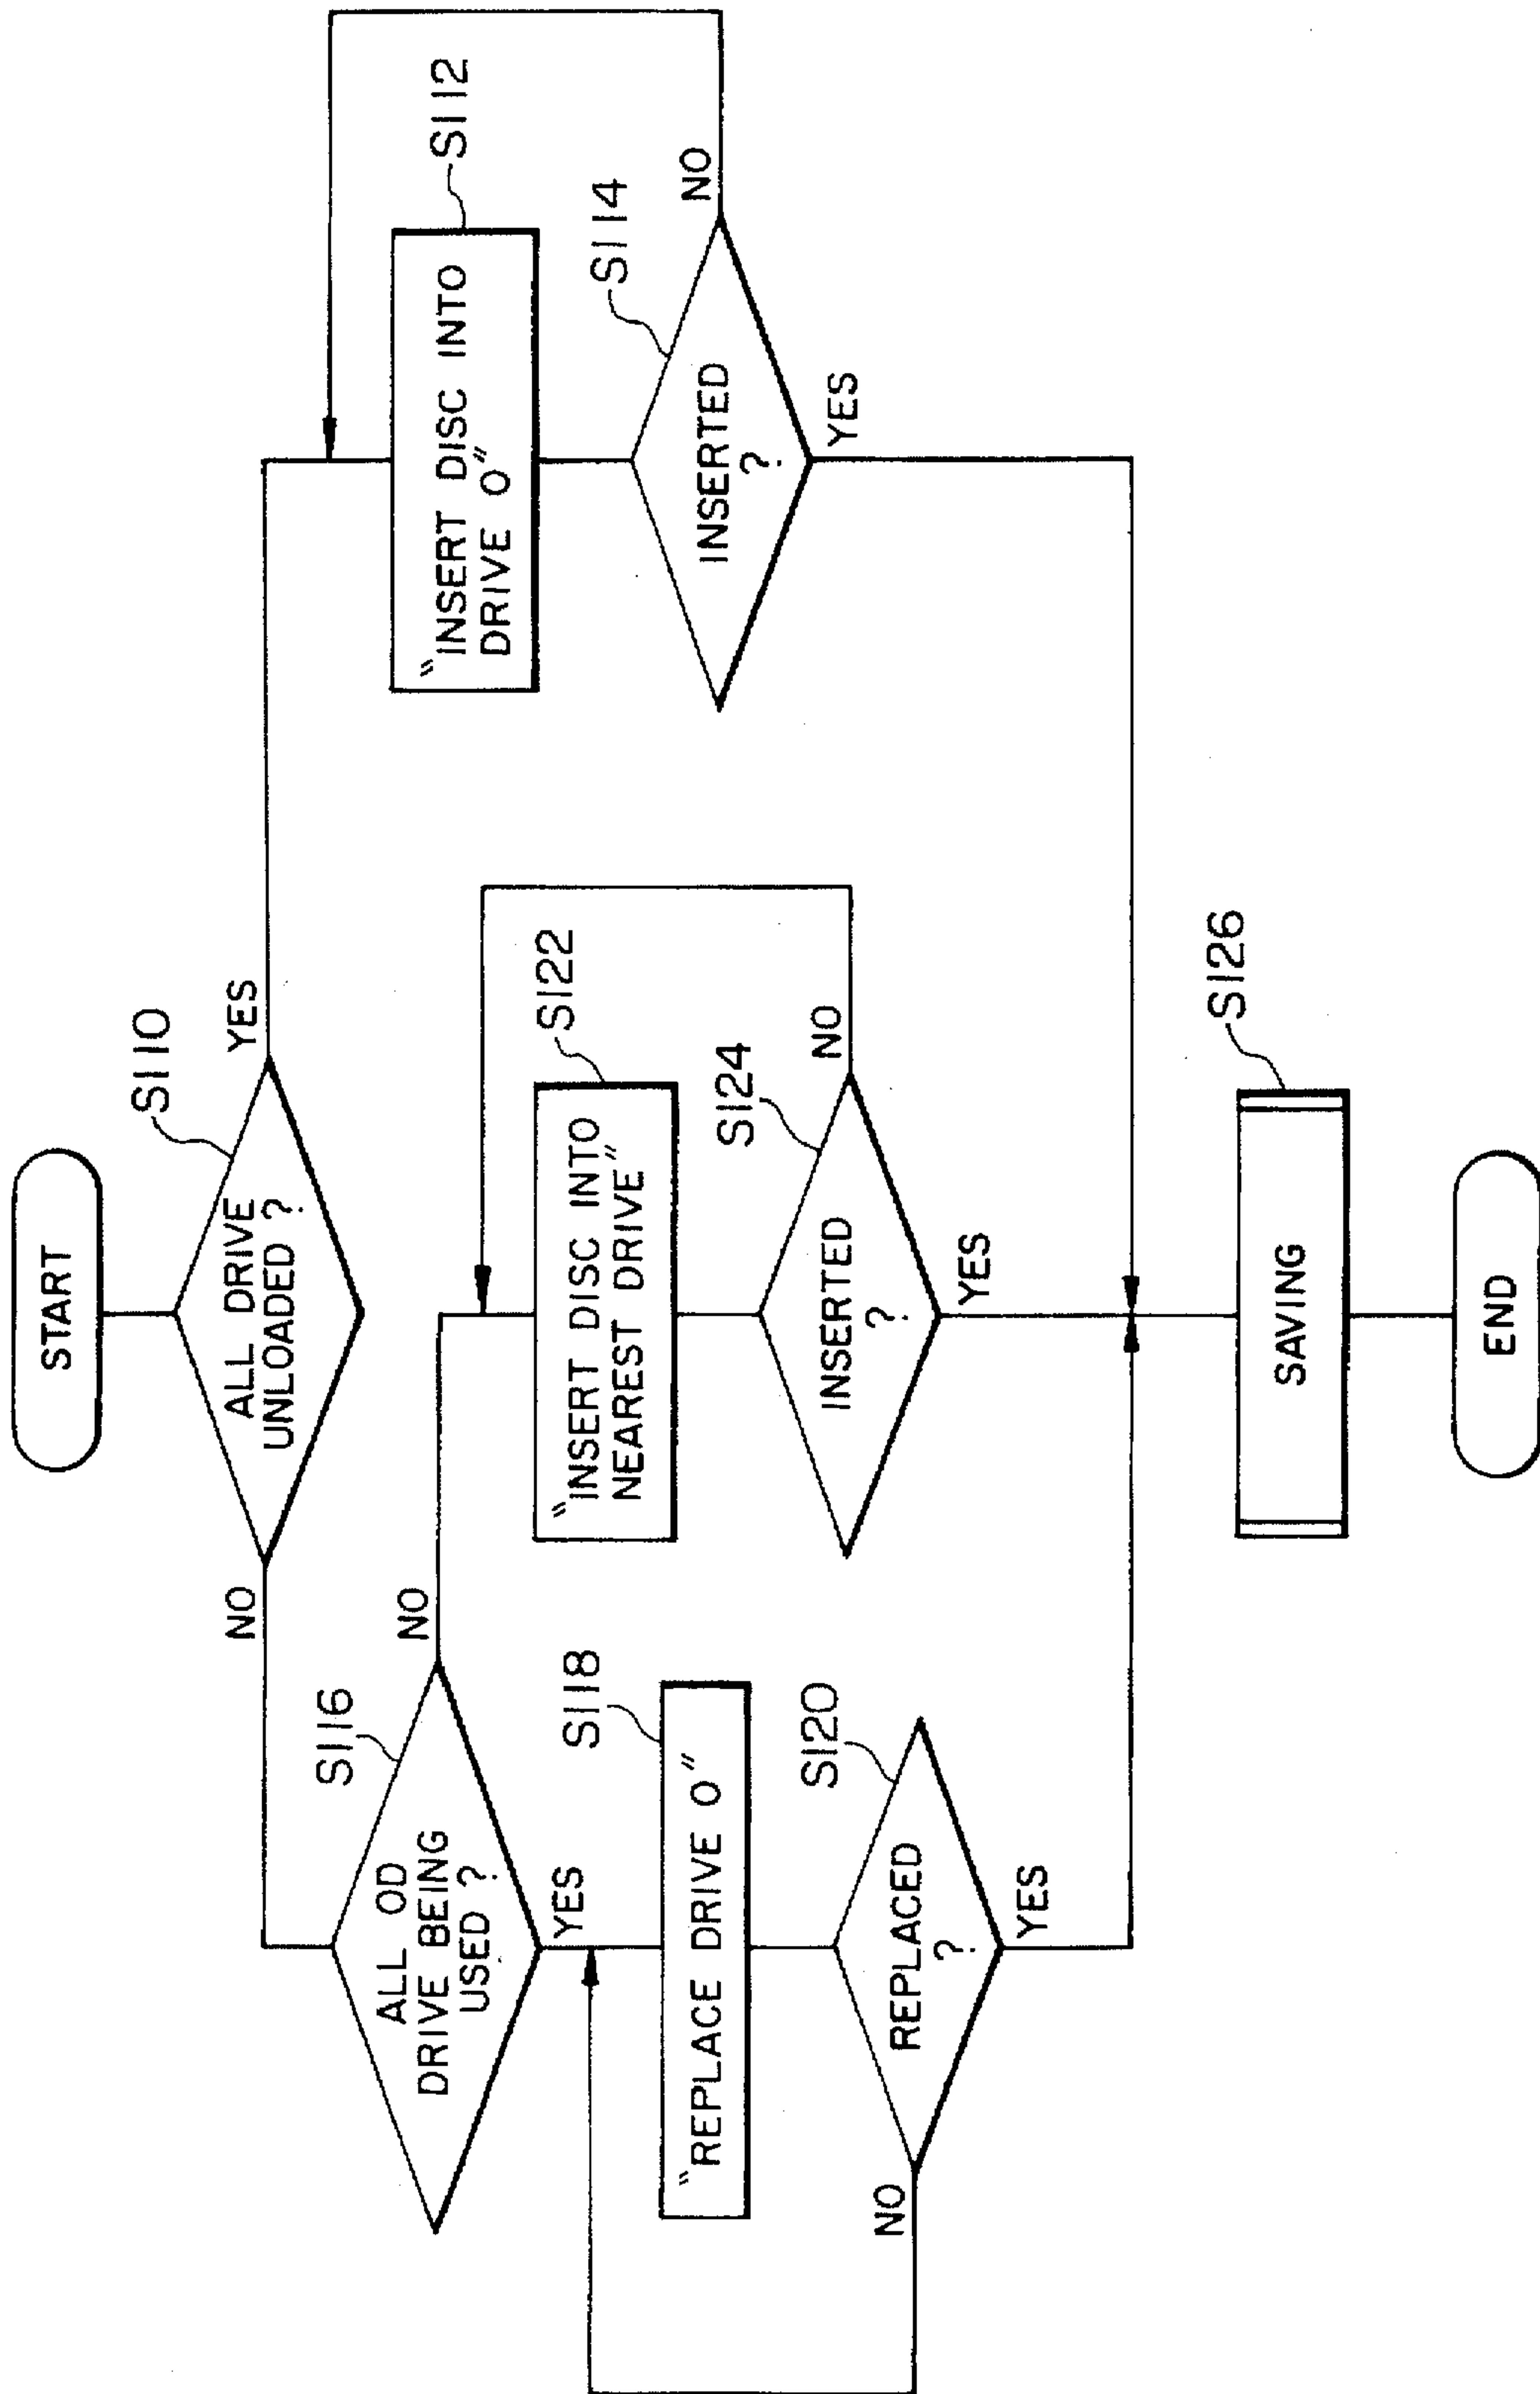 START
S110
ALL DRIVE
UNLOADED ?
NO
YES
S116
ALL OD
DRIVE BEING
USED ?
NO
YES
S112
"INSERT DISC INTO
DRIVE 0"
S122
"INSERT DISC INTO
NEAREST DRIVE"
S118
"REPLACE DRIVE 0"
S114
INSERTED
?
NO
YES
S124
INSERTED
?
NO
YES
S120
REPLACED
?
NO
YES
S126
SAVING
END